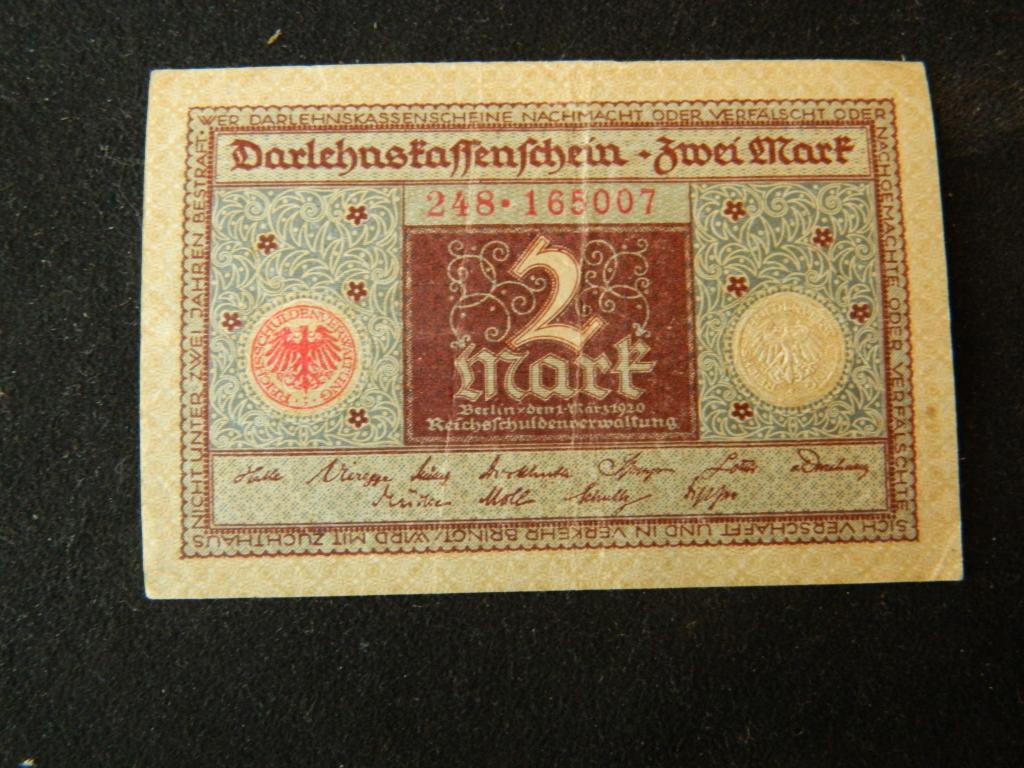 WER DARLEHNSKASSENSCHEINE NACHMACHT ODER VERFÄLSCHT ODER
NACHGEMACHTE ODER VERFÄLSCHTE
SICH VERSCHAFFT UND IN VERKEHR BRINGT, WIRD MIT ZUCHTHAUS
NICHT UNTER ZWEI JAHREN BESTRAFT·
Darlehnskassenschein · Zwei Mark
248·165007
2
Mark
Berlin, den 1. März 1920
Reichsschuldenverwaltung
REICHSSCHULDENVERWALTUNG